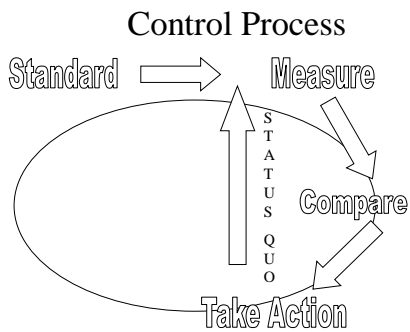 Control Process
Standard
Measure
STATUS QUO
Compare
Take Action